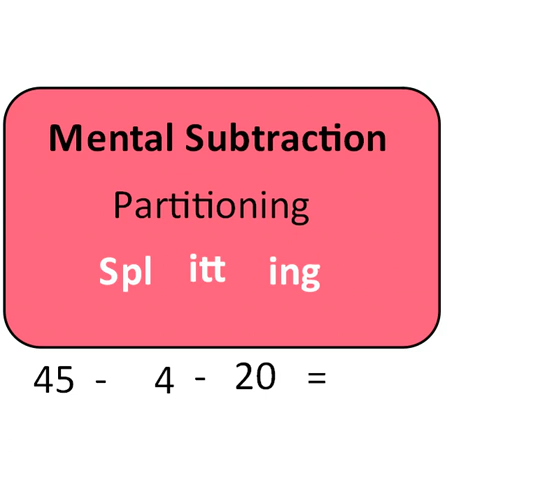 Mental Subtraction
Partitioning
Spl itt ing
45 - 4 - 20 =